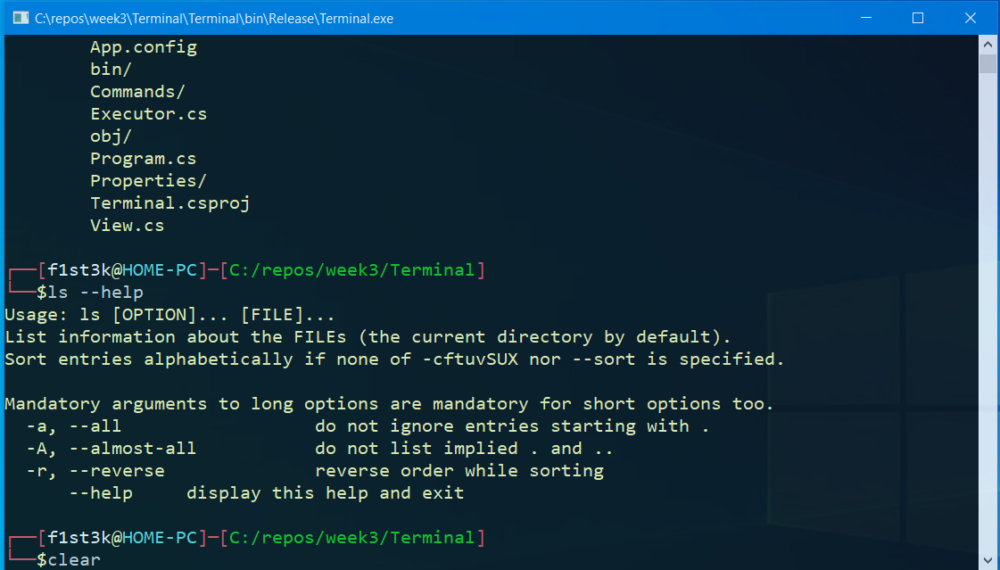 C:\repos\week3\Terminal\Terminal\bin\Release\Terminal.exe
App.config
bin/
Commands/
Executor.cs
obj/
Program.cs
Properties/
Terminal.csproj
View.cs
┌──[f1st3k@HOME-PC]─[C:/repos/week3/Terminal]
└──$ls --help
Usage: ls [OPTION]... [FILE]...
List information about the FILEs (the current directory by default).
Sort entries alphabetically if none of -cftuvSUX nor --sort is specified.
Mandatory arguments to long options are mandatory for short options too.
-a, --all do not ignore entries starting with .
-A, --almost-all do not list implied . and ..
-r, --reverse reverse order while sorting
--help display this help and exit
┌──[f1st3k@HOME-PC]─[C:/repos/week3/Terminal]
└──$clear